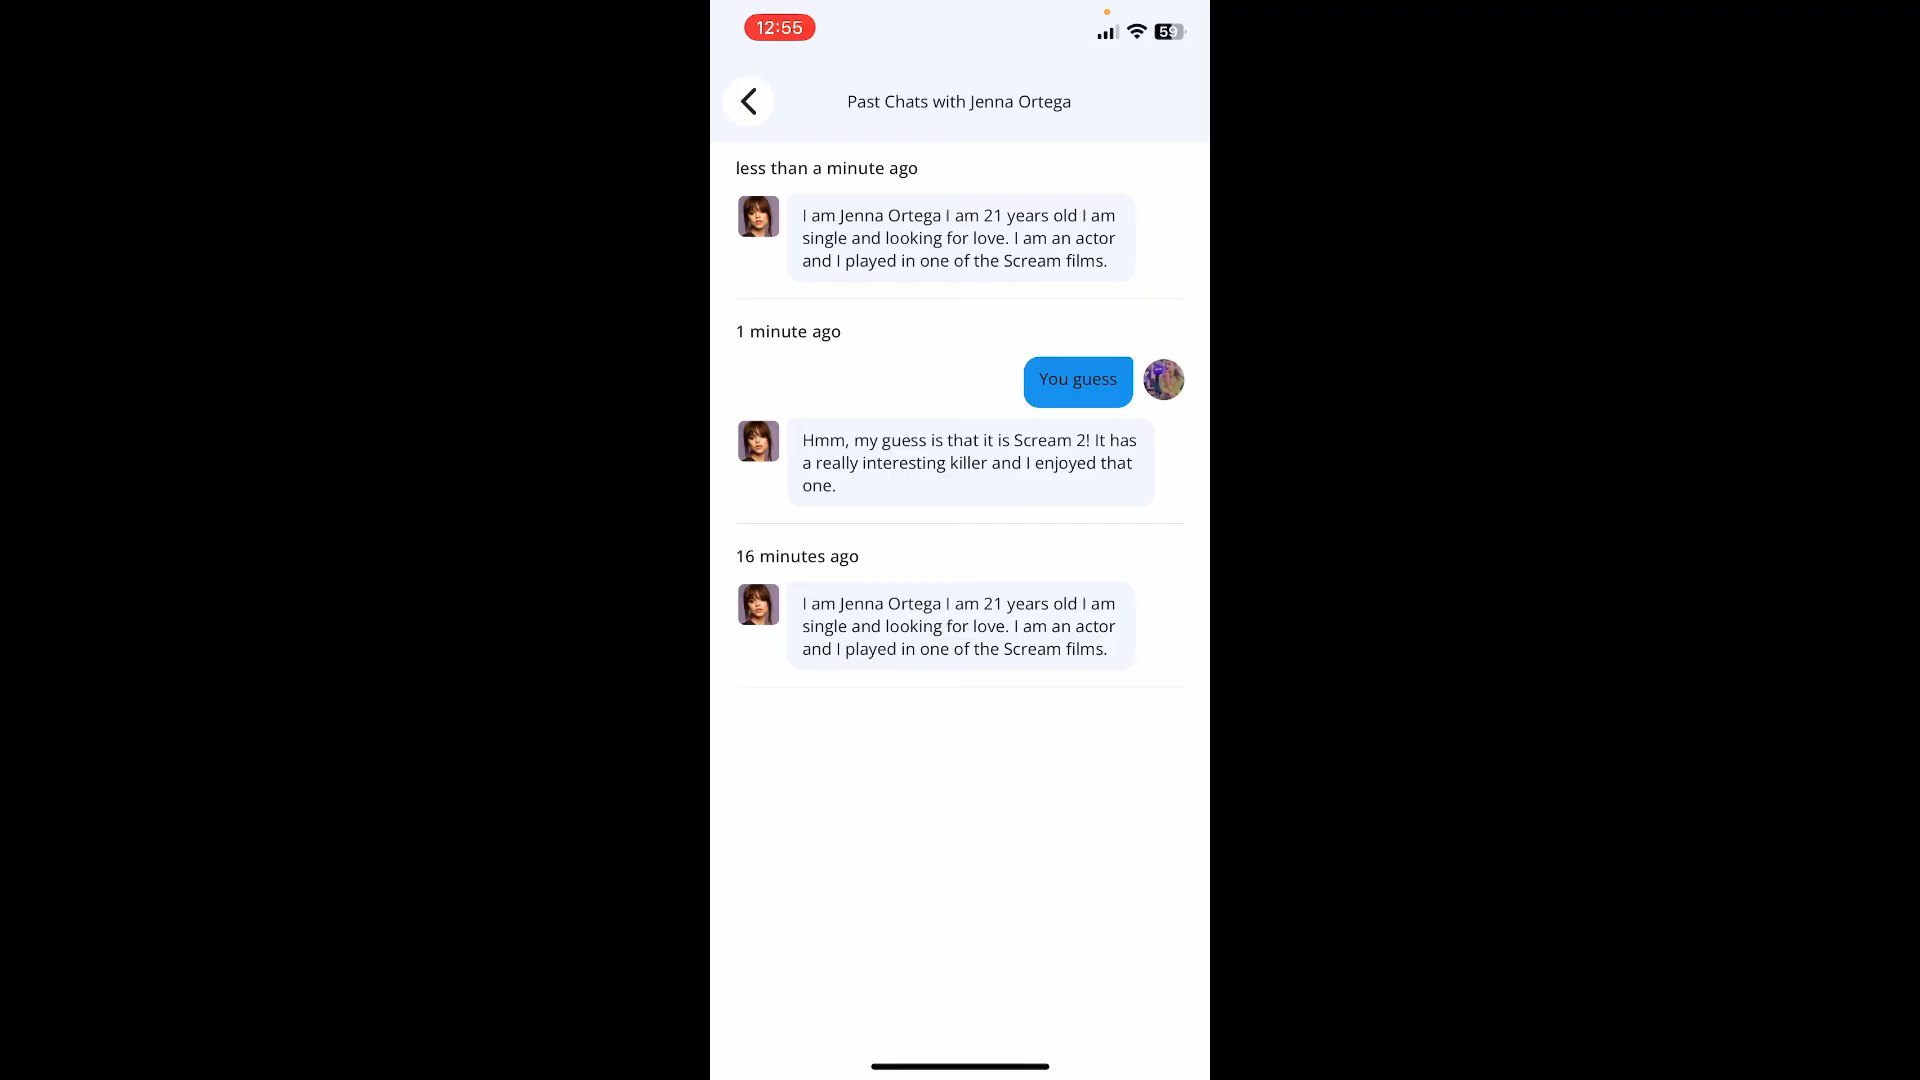 12:55
59
Past Chats with Jenna Ortega
less than a minute ago
I am Jenna Ortega I am 21 years old I am
single and looking for love. I am an actor
and I played in one of the Scream films.
1 minute ago
You guess
Hmm, my guess is that it is Scream 2! It has
a really interesting killer and I enjoyed that
one.
16 minutes ago
I am Jenna Ortega I am 21 years old I am
single and looking for love. I am an actor
and I played in one of the Scream films.